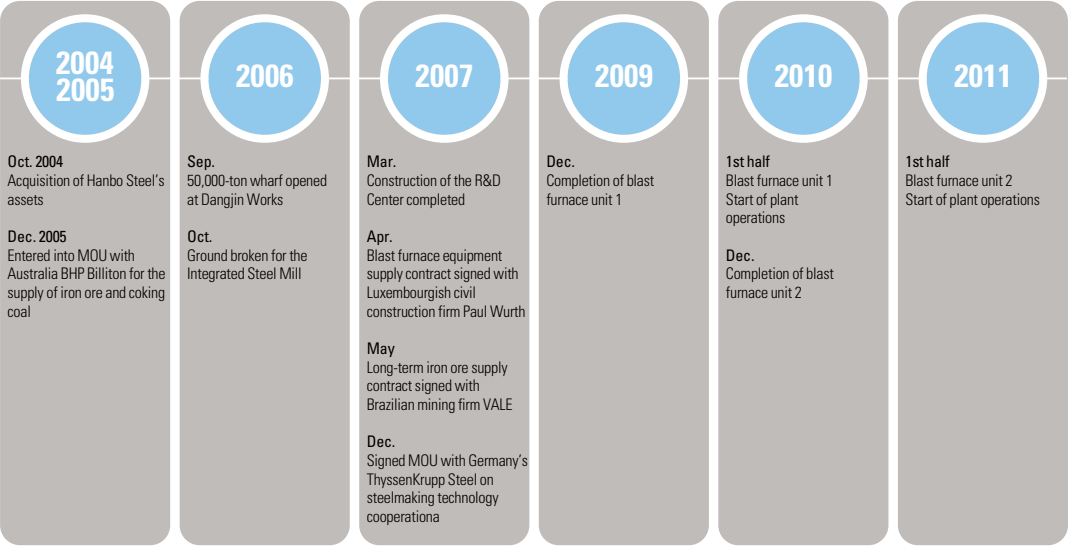 2004
2005
Oct. 2004
Acquisition of Hanbo Steel's
assets
Dec. 2005
Entered into MOU with
Australia BHP Billiton for the
supply of iron ore and coking
coal
2006
Sep.
50,000-ton wharf opened
at Dangjin Works
Oct.
Ground broken for the
Integrated Steel Mill
2007
Mar.
Construction of the R&D
Center completed
Apr.
Blast furnace equipment
supply contract signed with
Luxembourgish civil
construction firm Paul Wurth
May
Long-term iron ore supply
contract signed with
Brazilian mining firm VALE
Dec.
Signed MOU with Germany's
ThyssenKrupp Steel on
steelmaking technology
cooperationa
2009
Dec.
Completion of blast
furnace unit 1
2010
1st half
Blast furnace unit 1
Start of plant
operations
Dec.
Completion of blast
furnace unit 2
2011
1st half
Blast furnace unit 2
Start of plant operations